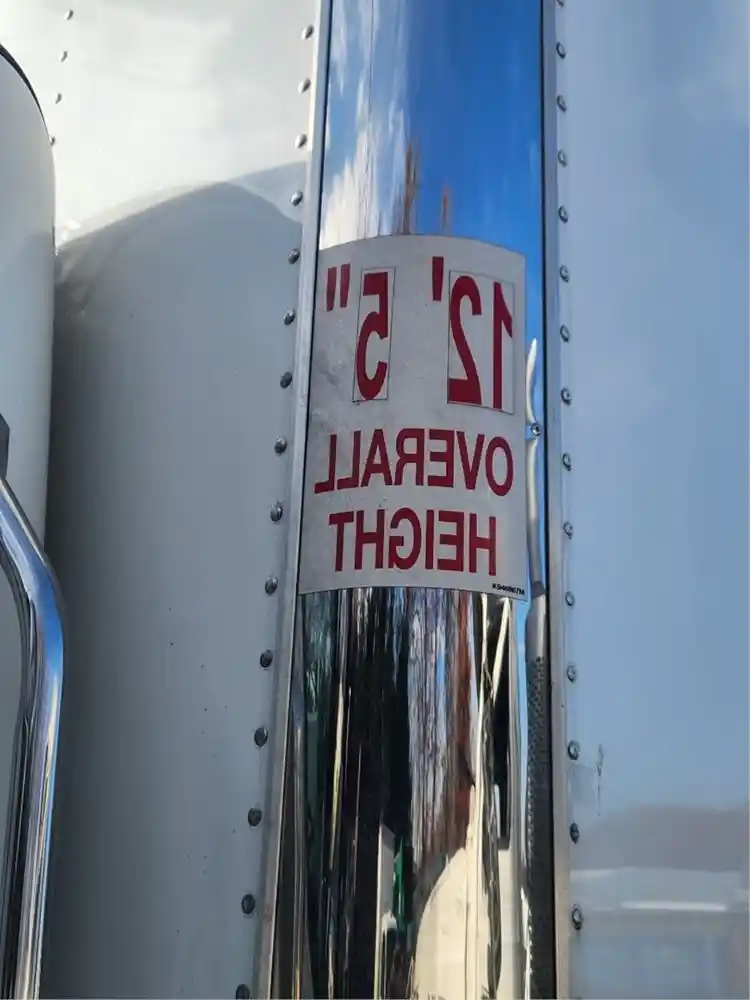 12' 5"
OVERALL
HEIGHT